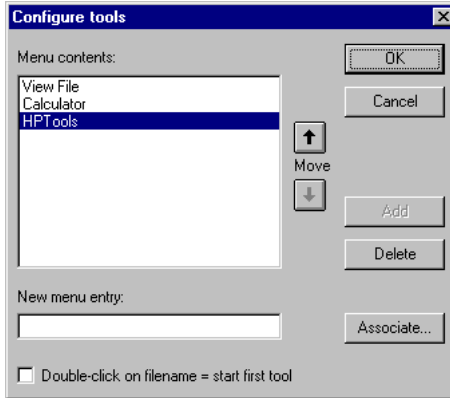 Configure tools
Menu contents:
OK
View File
Calculator
HPTools
Cancel
Move
Add
Delete
New menu entry:
Associate...
Double-click on filename = start first tool